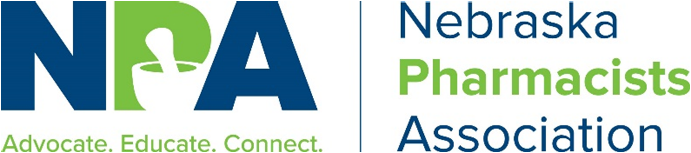 NPA
Advocate. Educate. Connect.
Nebraska
Pharmacists
Association